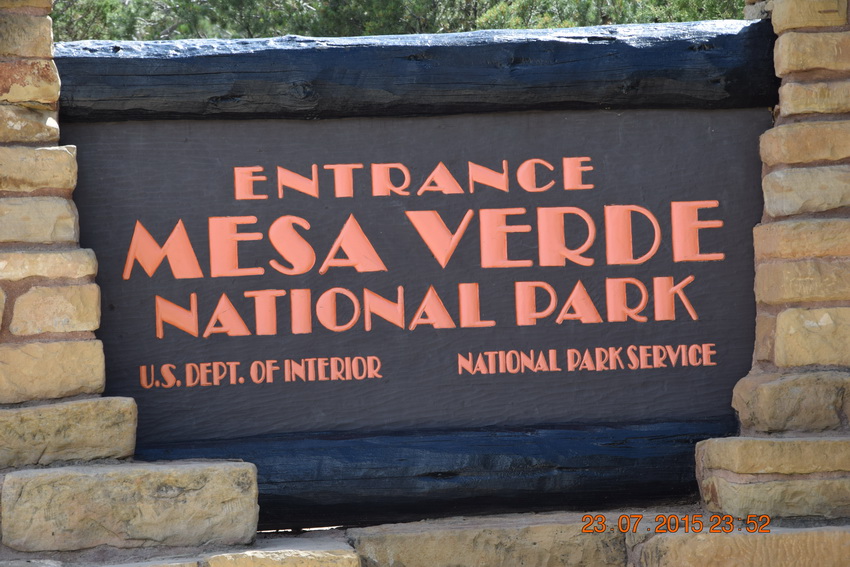 ENTRANCE
MESA VERDE
NATIONAL PARK
U.S. DEPT. OF INTERIOR NATIONAL PARK SERVICE
23 07 2015 23:52